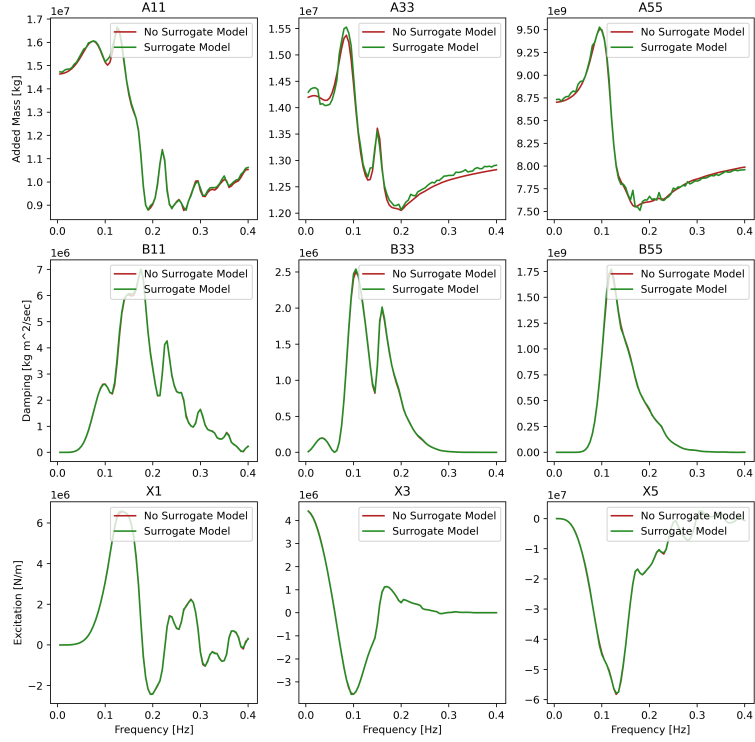 A11
A33
A55
1e7
1e7
1e9
No Surrogate Model
Surrogate Model
No Surrogate Model
Surrogate Model
No Surrogate Model
Surrogate Model
Added Mass [kg]
1.7
1.6
1.5
1.4
1.3
1.2
1.1
1.0
0.9
1.55
1.50
1.45
1.40
1.35
1.30
1.25
1.20
9.50
9.25
9.00
8.75
8.50
8.25
8.00
7.75
7.50
0.0 0.1 0.2 0.3 0.4
0.0 0.1 0.2 0.3 0.4
0.0 0.1 0.2 0.3 0.4
B11
B33
B55
1e6
1e6
1e9
No Surrogate Model
Surrogate Model
No Surrogate Model
Surrogate Model
No Surrogate Model
Surrogate Model
Damping [kg m^2/sec]
7
6
5
4
3
2
1
0
2.5
2.0
1.5
1.0
0.5
0.0
1.75
1.50
1.25
1.00
0.75
0.50
0.25
0.00
0.0 0.1 0.2 0.3 0.4
0.0 0.1 0.2 0.3 0.4
0.0 0.1 0.2 0.3 0.4
X1
X3
X5
1e6
1e6
1e7
No Surrogate Model
Surrogate Model
No Surrogate Model
Surrogate Model
No Surrogate Model
Surrogate Model
Excitation [N/m]
6
4
2
0
−2
4
3
2
1
0
−1
−2
−3
0
−1
−2
−3
−4
−5
−6
0.0 0.1 0.2 0.3 0.4
0.0 0.1 0.2 0.3 0.4
0.0 0.1 0.2 0.3 0.4
Frequency [Hz]
Frequency [Hz]
Frequency [Hz]